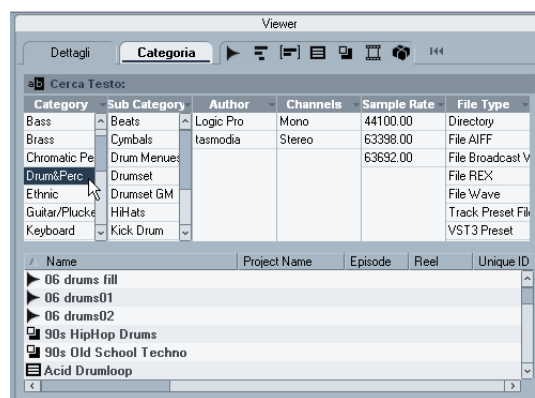 Viewer
Dettagli Categoria
ab Cerca Testo:
Category Sub Category Author Channels Sample Rate File Type
Bass Beats Logic Pro Mono 44100.00 Directory
Brass Cymbals tasmodia Stereo 63398.00 File AIFF
Chromatic Pe Drum Menues 63692.00 File Broadcast W
Drum&Perc Drumset File REX
Ethnic Drumset GM File Wave
Guitar/Plucke HiHats Track Preset File
Keyboard Kick Drum VST3 Preset
Name Project Name Episode Reel Unique ID
06 drums fill
06 drums01
06 drums02
90s HipHop Drums
90s Old School Techno
Acid Drumloop